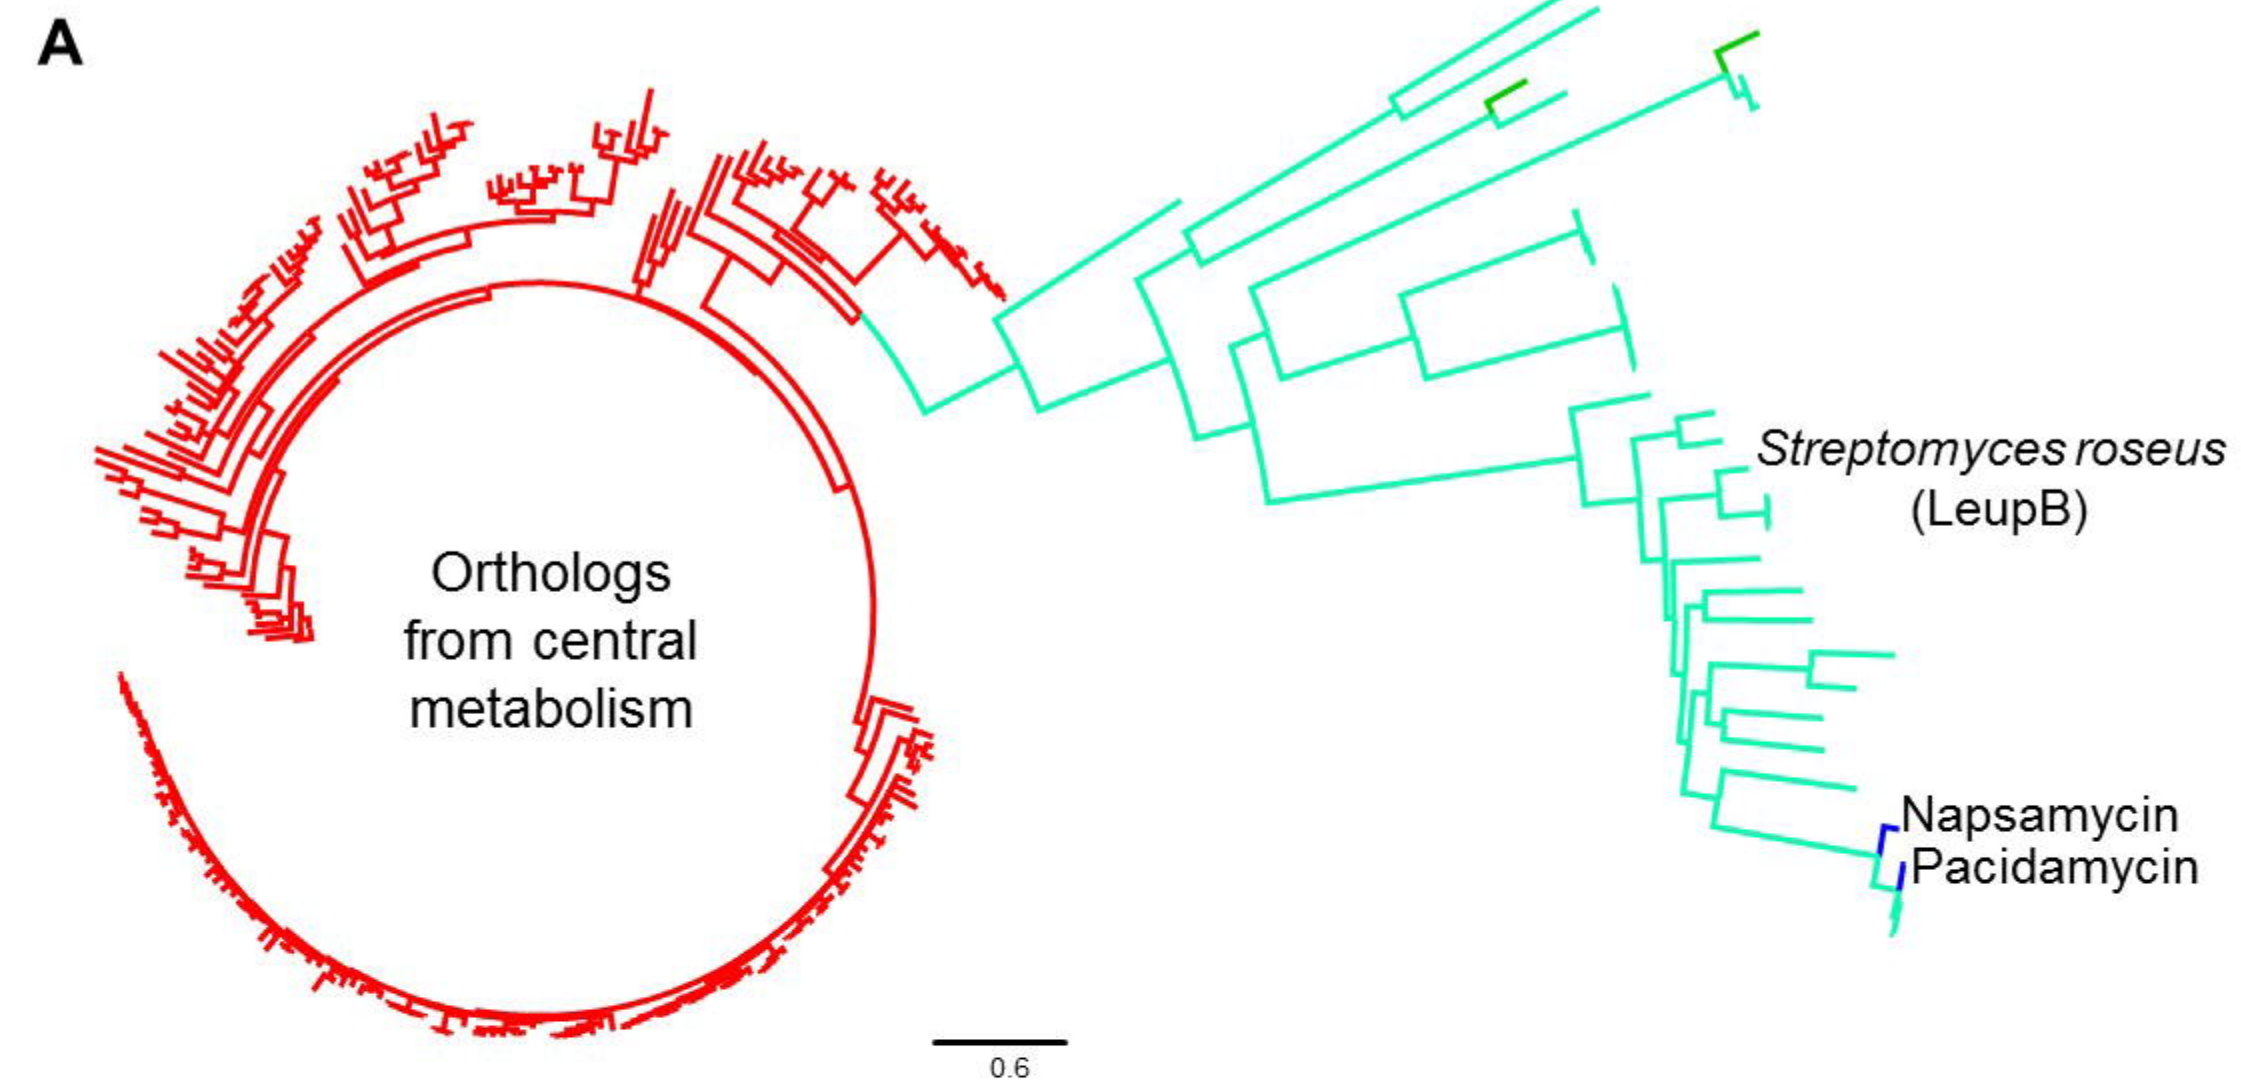 A
Streptomyces roseus
(LeupB)
Orthologs
from central
metabolism
Napsamycin
Pacidamycin
0.6